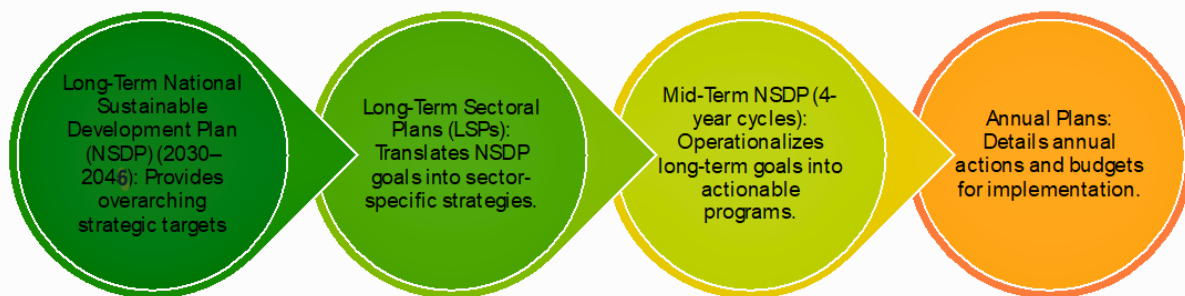 Long-Term National
Sustainable
Development Plan
(NSDP) (2030–
2046): Provides
overarching
strategic targets
Long-Term Sectoral
Plans (LSPs):
Translates NSDP
goals into sector-
specific strategies.
Mid-Term NSDP (4-
year cycles):
Operationalizes
long-term goals into
actionable
programs.
Annual Plans:
Details annual
actions and budgets
for implementation.